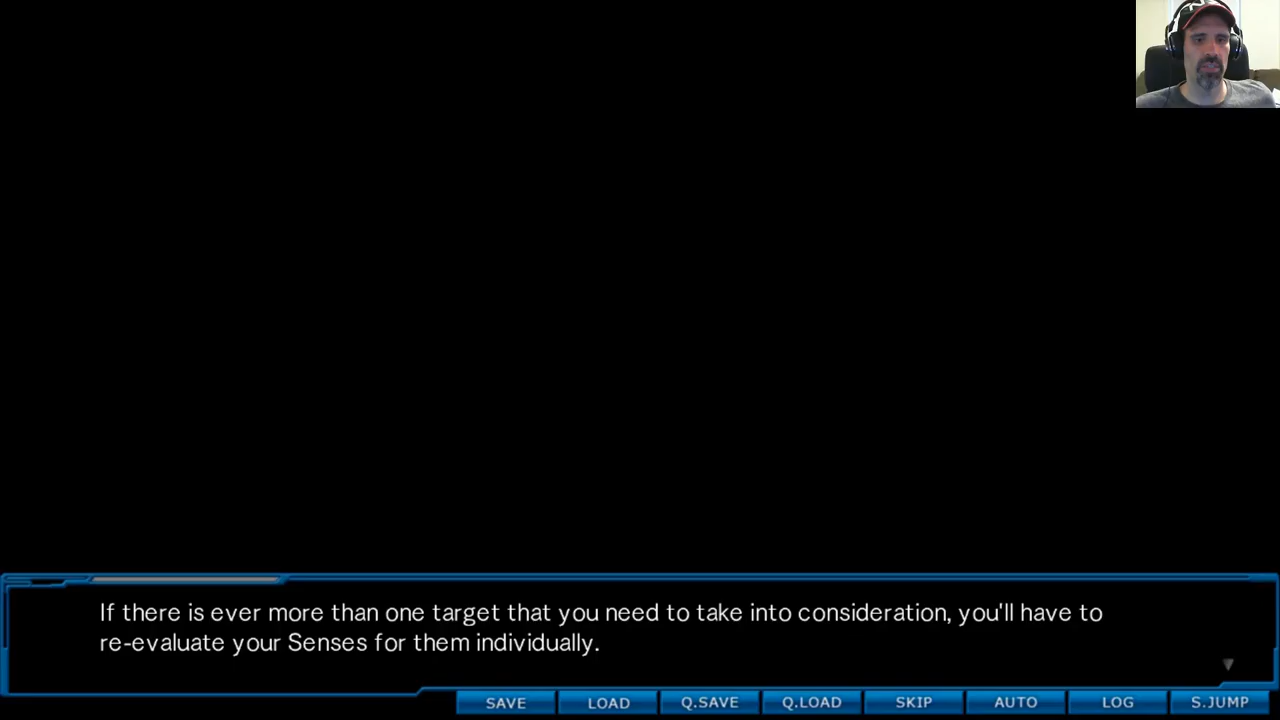 If there is ever more than one target that you need to take into consideration, you'll have to
re-evaluate your Senses for them individually.
SAVE
LOAD
Q.SAVE
Q.LOAD
SKIP
AUTO
LOG
S.JUMP